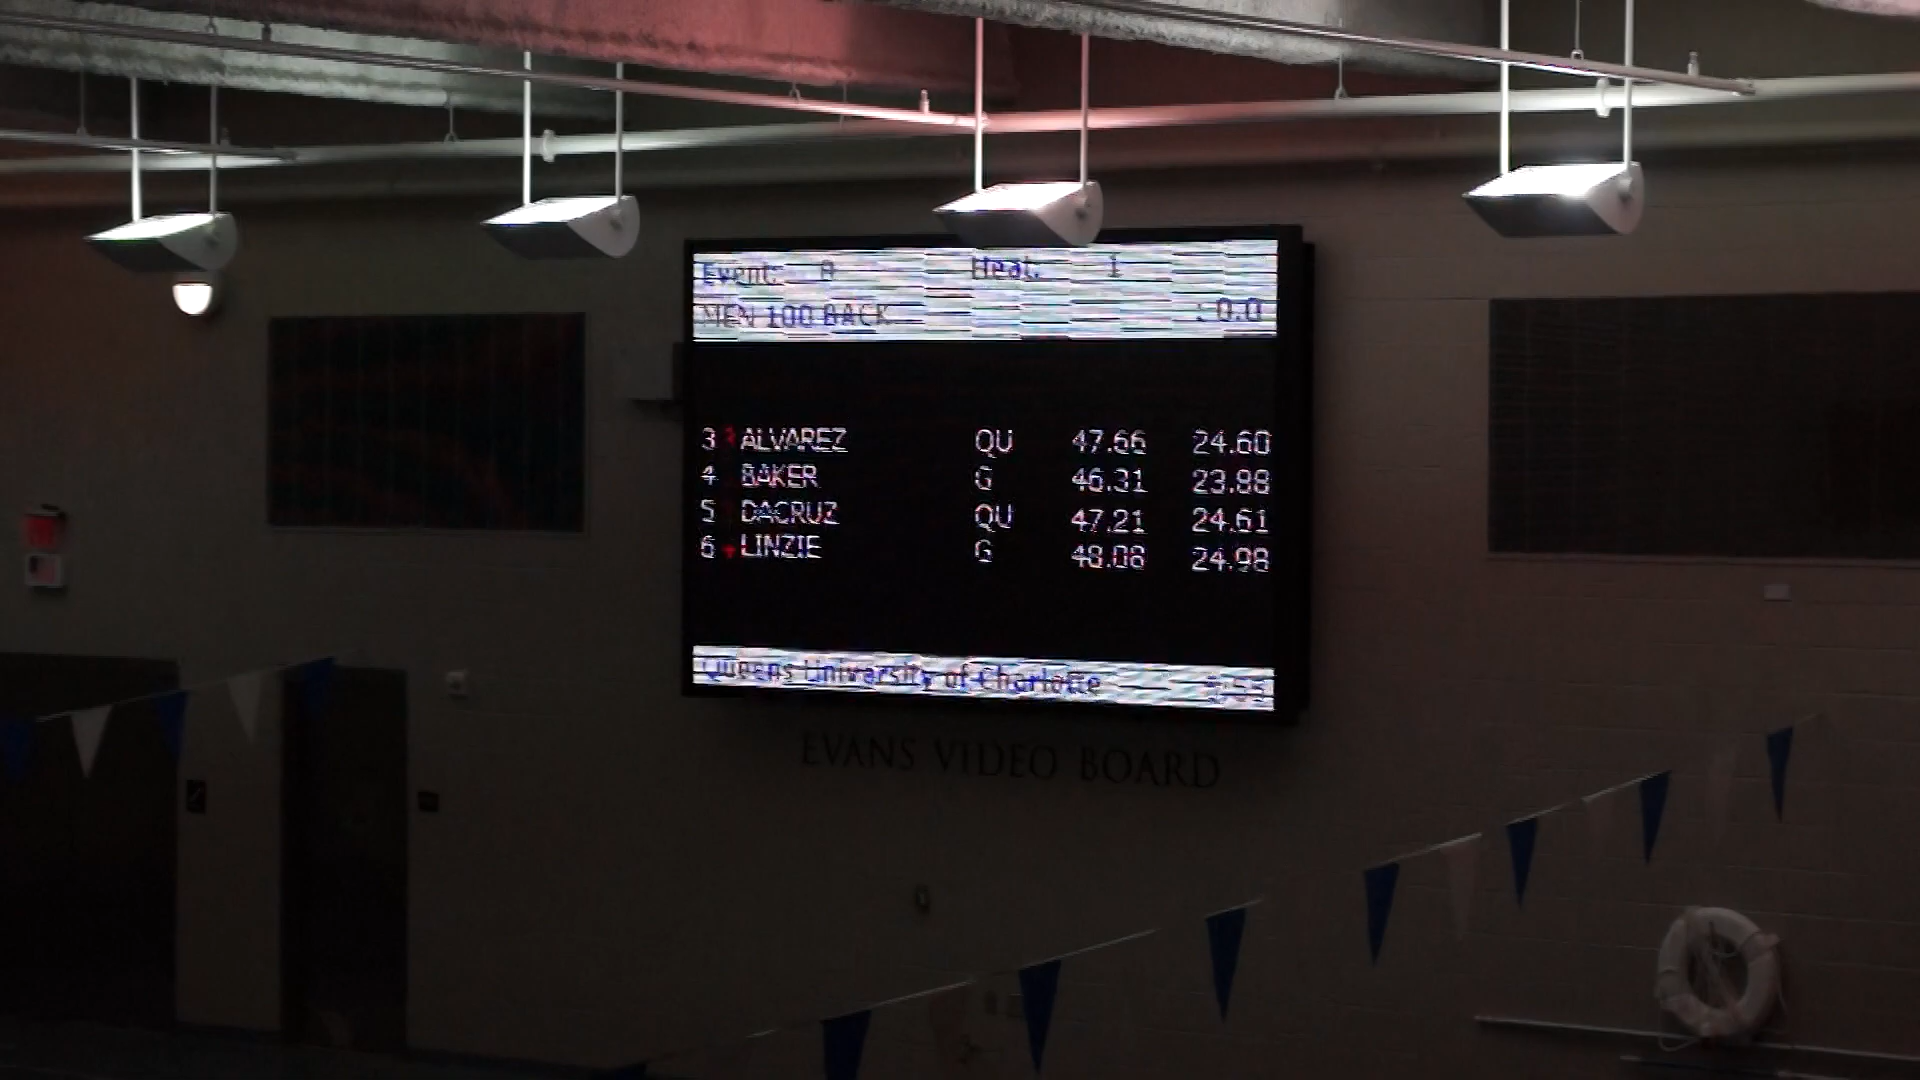 Event: 8 Heat: 1
MEN 100 BACK : 0.0
3 3 ALVAREZ QU 47.66 24.60
4 BAKER G 46.31 23.88
5 DACRUZ QU 47.21 24.61
6 LINZIE G 48.08 24.98
Queens University of Charlotte
EVANS VIDEO BOARD